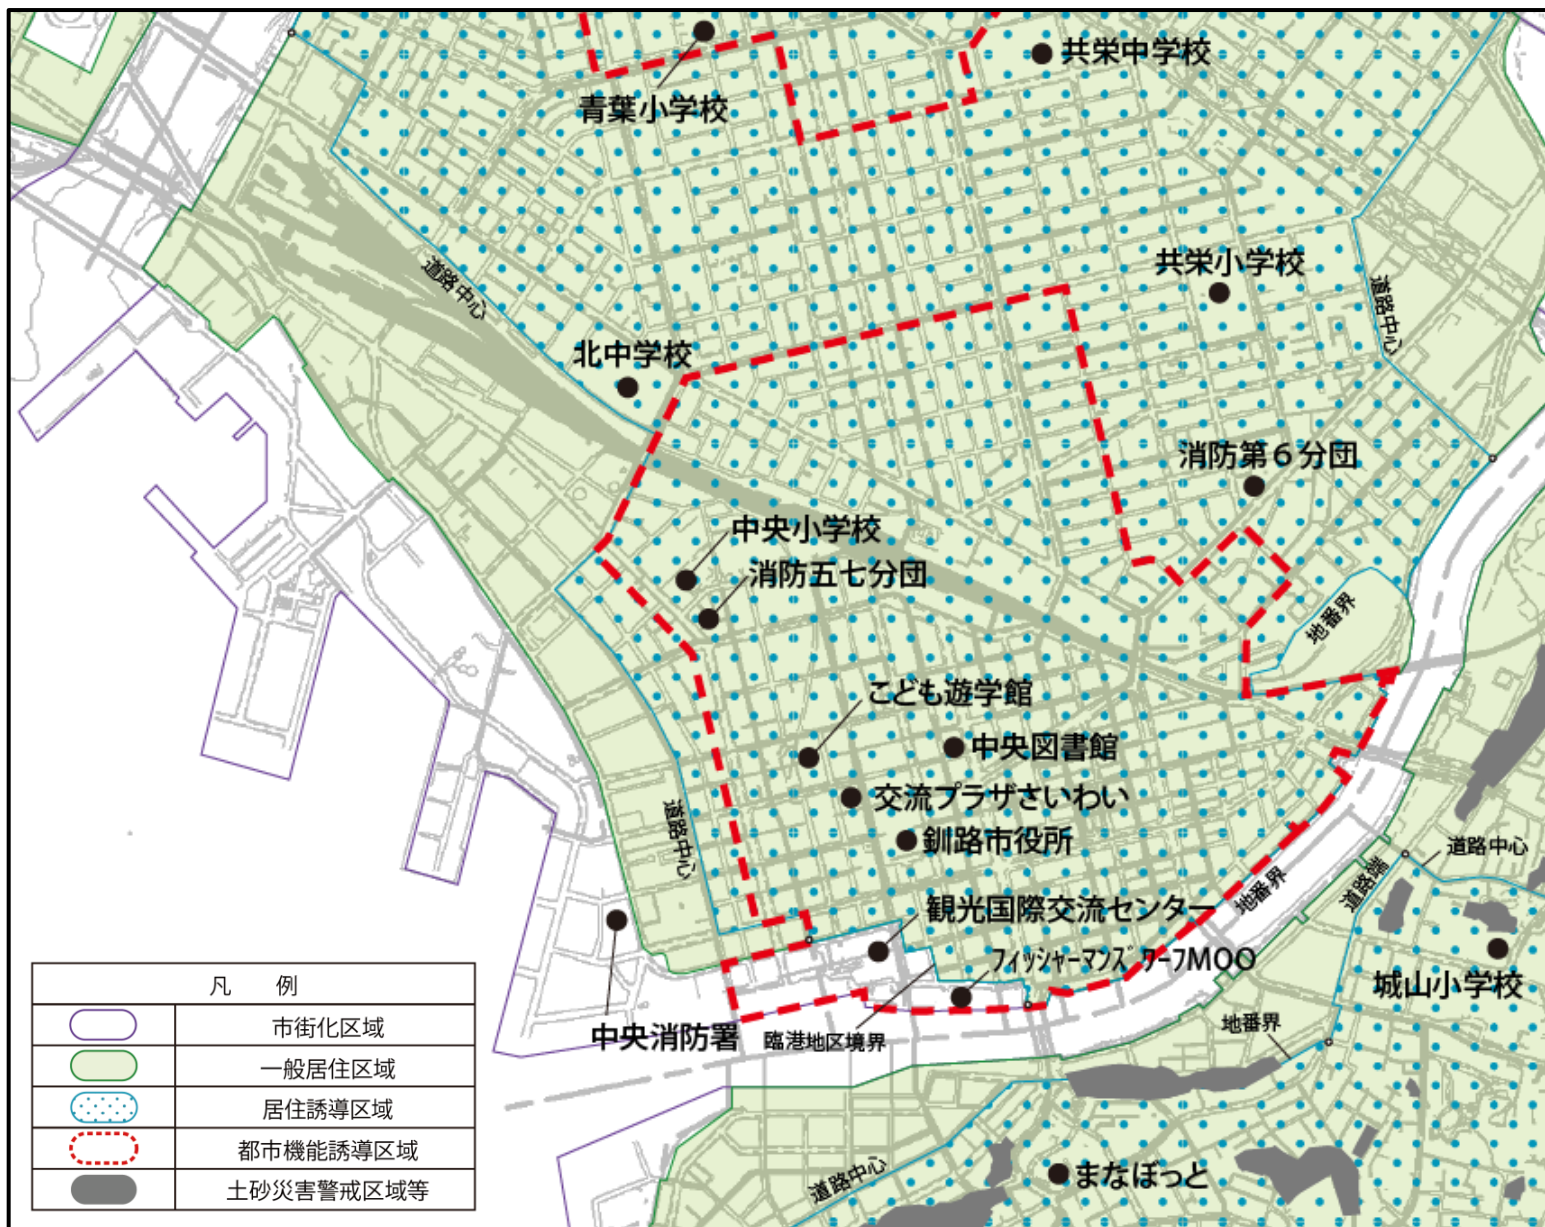 共栄中学校
青葉小学校
共栄小学校
道路中心
道路中心
北中学校
消防第6分団
中央小学校
消防五七分団
地番界
こども遊学館
中央図書館
交流プラザさいわい
道路中心
釧路市役所
道路中心
道路端
地番界
観光国際交流センター
フィッシャーマンズワーフMOO
城山小学校
地番界
中央消防署
臨港地区境界
まなぼっと
道路中心
凡 例
市街化区域
一般居住区域
居住誘導区域
都市機能誘導区域
土砂災害警戒区域等